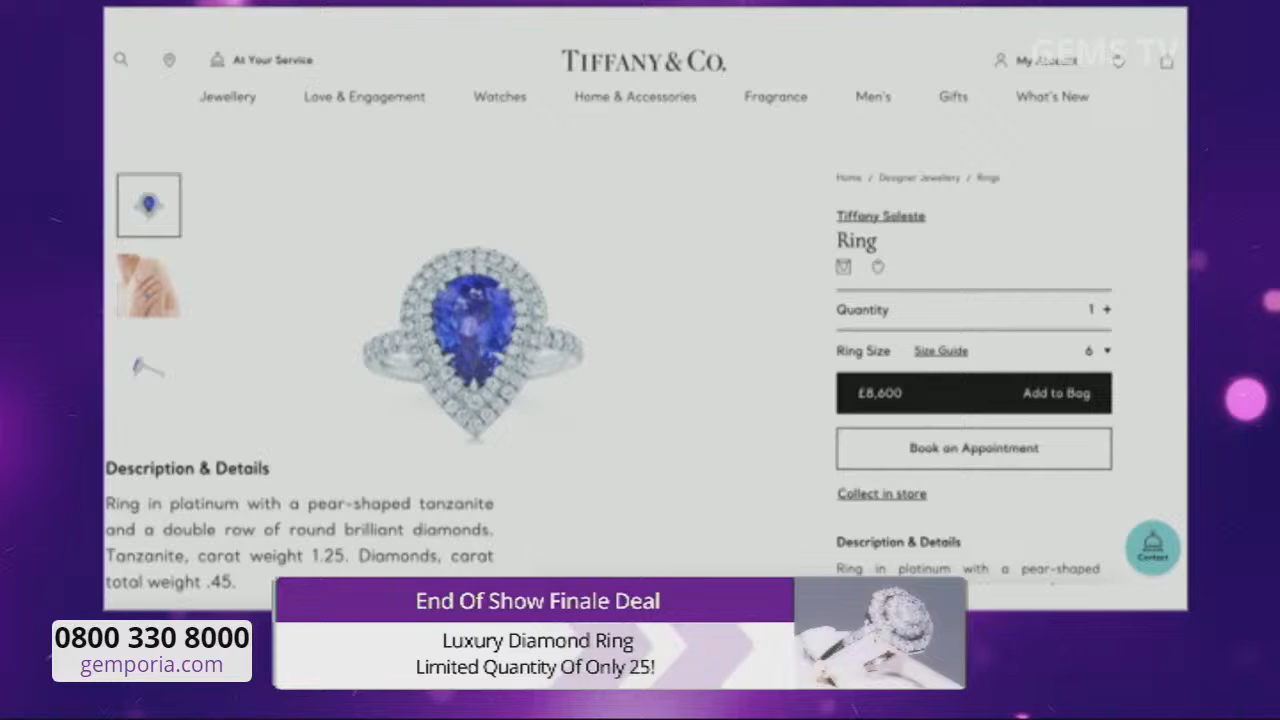 GEMS TV
At Your Service
TIFFANY & CO.
My Account
Jewellery
Love & Engagement
Watches
Home & Accessories
Fragrance
Men's
Gifts
What's New
Home / Designer Jewellery / Rings
Tiffany Soleste
Ring
Quantity
1 +
Ring Size
Size Guide
6
£8,600
Add to Bag
Book an Appointment
Collect in store
Description & Details
Ring in platinum with a pear-shaped
Contact
Description & Details
Ring in platinum with a pear-shaped tanzanite
and a double row of round brilliant diamonds.
Tanzanite, carat weight 1.25. Diamonds, carat
total weight .45.
End Of Show Finale Deal
Luxury Diamond Ring
Limited Quantity Of Only 25!
0800 330 8000
gemporia.com